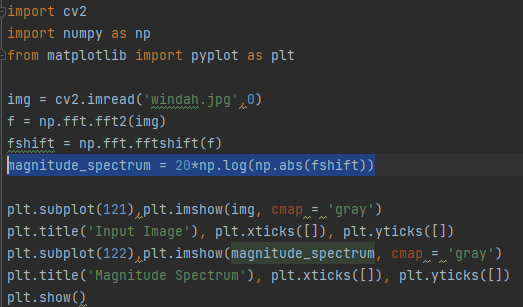 import cv2
import numpy as np
from matplotlib import pyplot as plt
img = cv2.imread('windah.jpg',0)
f = np.fft.fft2(img)
fshift = np.fft.fftshift(f)
magnitude_spectrum = 20*np.log(np.abs(fshift))
plt.subplot(121),plt.imshow(img, cmap = 'gray')
plt.title('Input Image'), plt.xticks([]), plt.yticks([])
plt.subplot(122),plt.imshow(magnitude_spectrum, cmap = 'gray')
plt.title('Magnitude Spectrum'), plt.xticks([]), plt.yticks([])
plt.show()